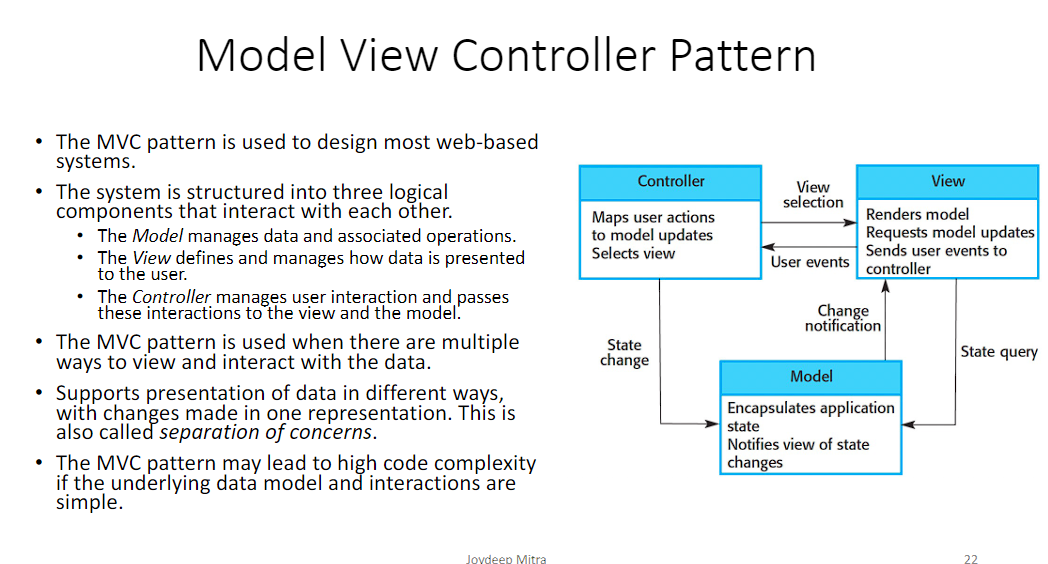 Model View Controller Pattern
• The MVC pattern is used to design most web-based
systems.
• The system is structured into three logical
components that interact with each other.
• The Model manages data and associated operations.
• The View defines and manages how data is presented
to the user.
• The Controller manages user interaction and passes
these interactions to the view and the model.
• The MVC pattern is used when there are multiple
ways to view and interact with the data.
• Supports presentation of data in different ways,
with changes made in one representation. This is
also called separation of concerns.
• The MVC pattern may lead to high code complexity
if the underlying data model and interactions are
simple.
Controller
Maps user actions
to model updates
Selects view
View
selection
User events
View
Renders model
Requests model updates
Sends user events to
controller
State
change
Change
notification
State query
Model
Encapsulates application
state
Notifies view of state
changes
Joydeep Mitra
22